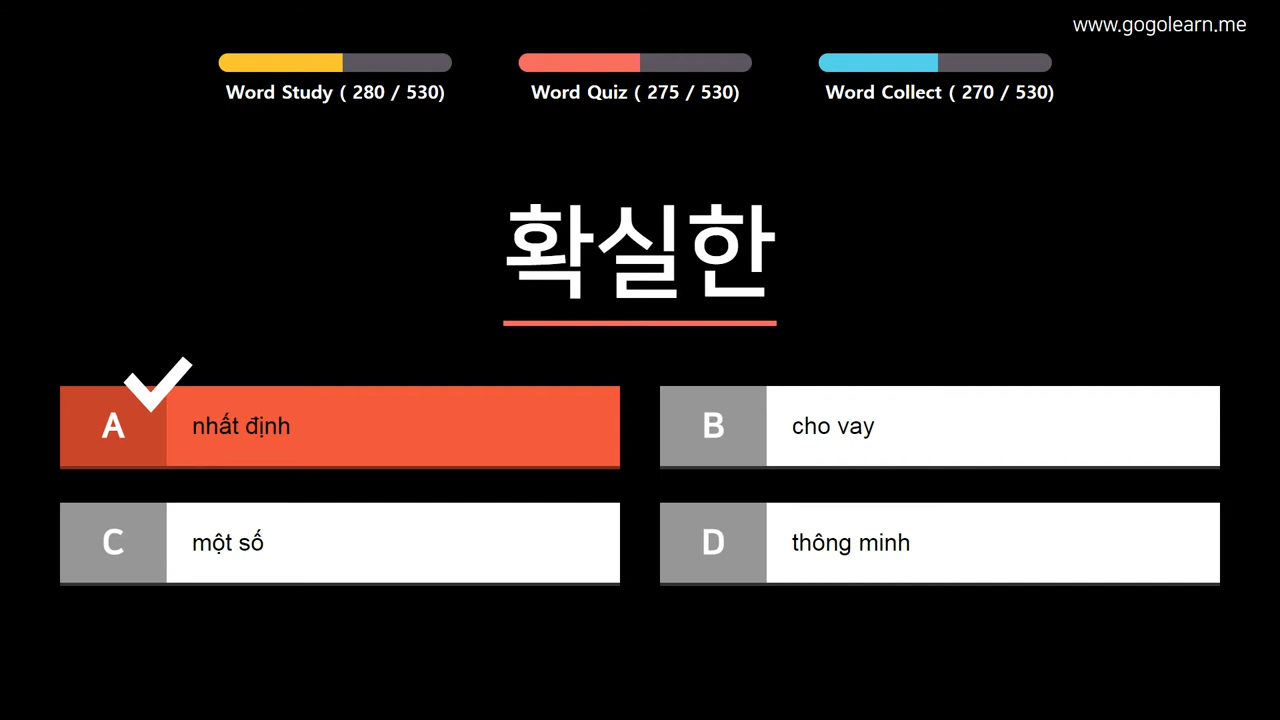 www.gogolearn.me
Word Study ( 280 / 530)
Word Quiz ( 275 / 530)
Word Collect ( 270 / 530)
확실한
A nhất định
B cho vay
C một số
D thông minh